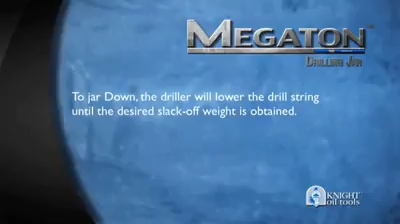 MEGATON™
DRILLING JAR
To jar Down, the driller will lower the drill string
until the desired slack-off weight is obtained.
KNIGHT
oil tools